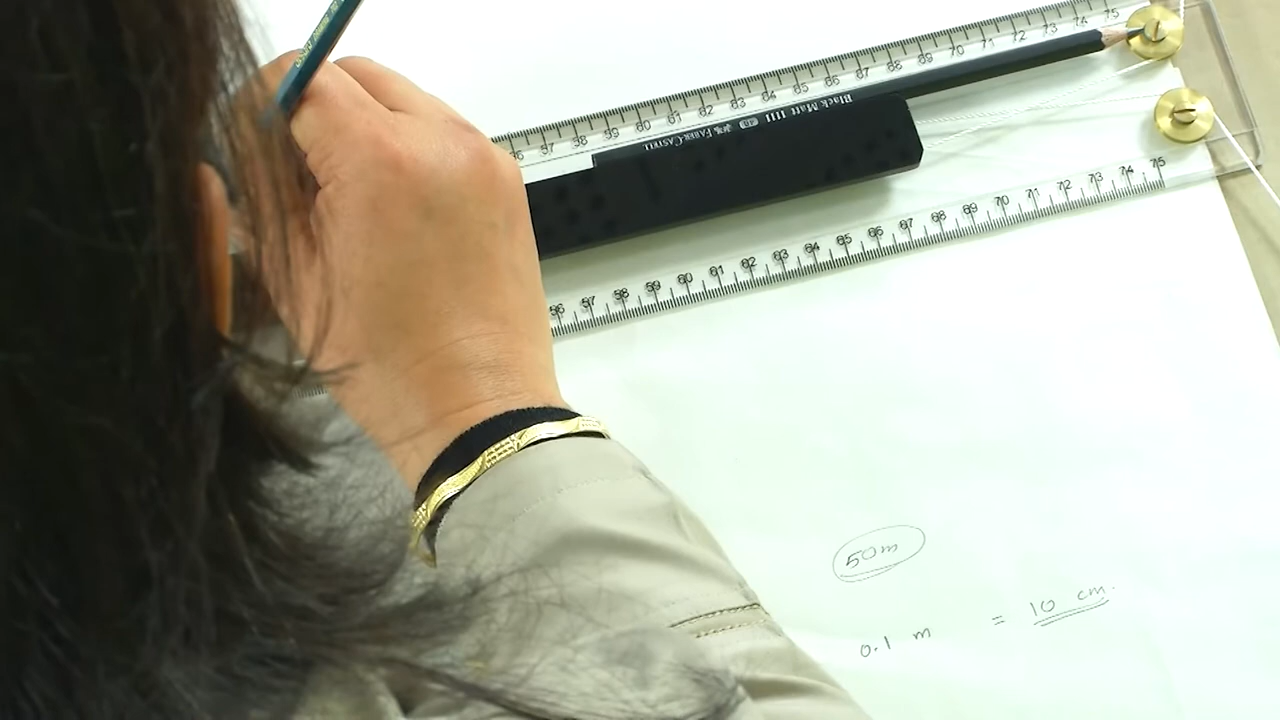 56 57 58 59 60 61 62 63 64 65 66 67 68 69 70 71 72 73 74 75
FABER-CASTELL Black Matt 1111
56 57 58 59 60 61 62 63 64 65 66 67 68 69 70 71 72 73 74 75
50m
0.1 m = 10 cm.